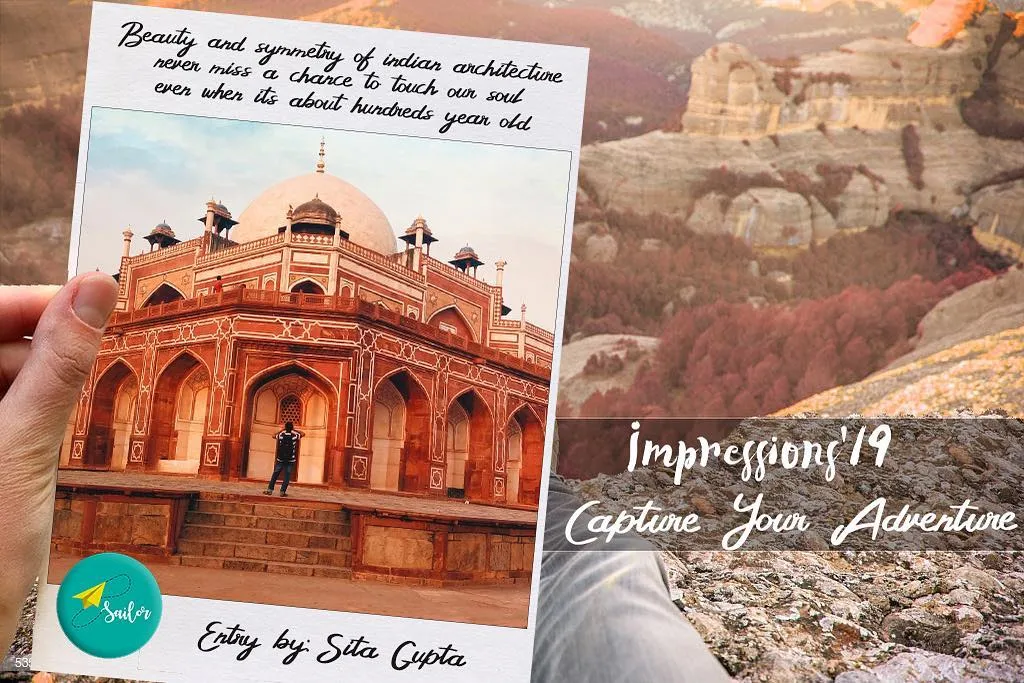 Beauty and symmetry of indian architecture
never miss a chance to touch our soul
even when its about hundreds year old
Impressions'19
Capture Your Adventure
Sailor
Entry by: Sita Gupta